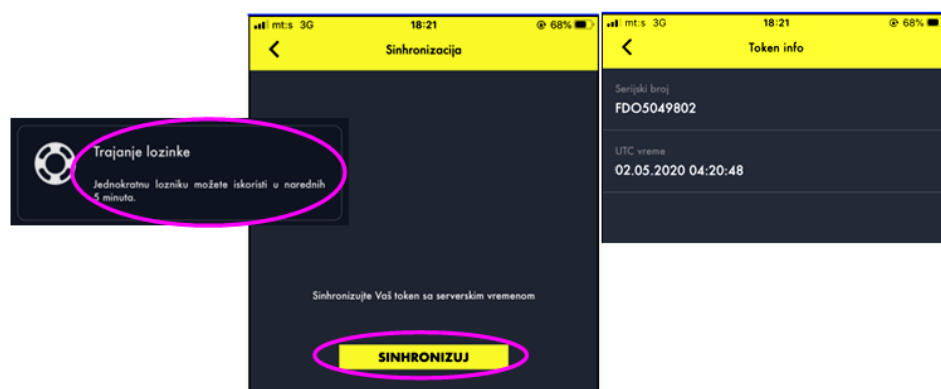 Trajanje lozinke
Jednokratnu lozniku možete iskoristi u narednih
5 minuta.
mt:s 3G 18:21 68%
Sinhronizacija
Sinhronizujte Vaš token sa serverskim vremenom
SINHRONIZUJ
mt:s 3G 18:21 68%
Token info
Serijski broj
FDO5049802
UTC vreme
02.05.2020 04:20:48